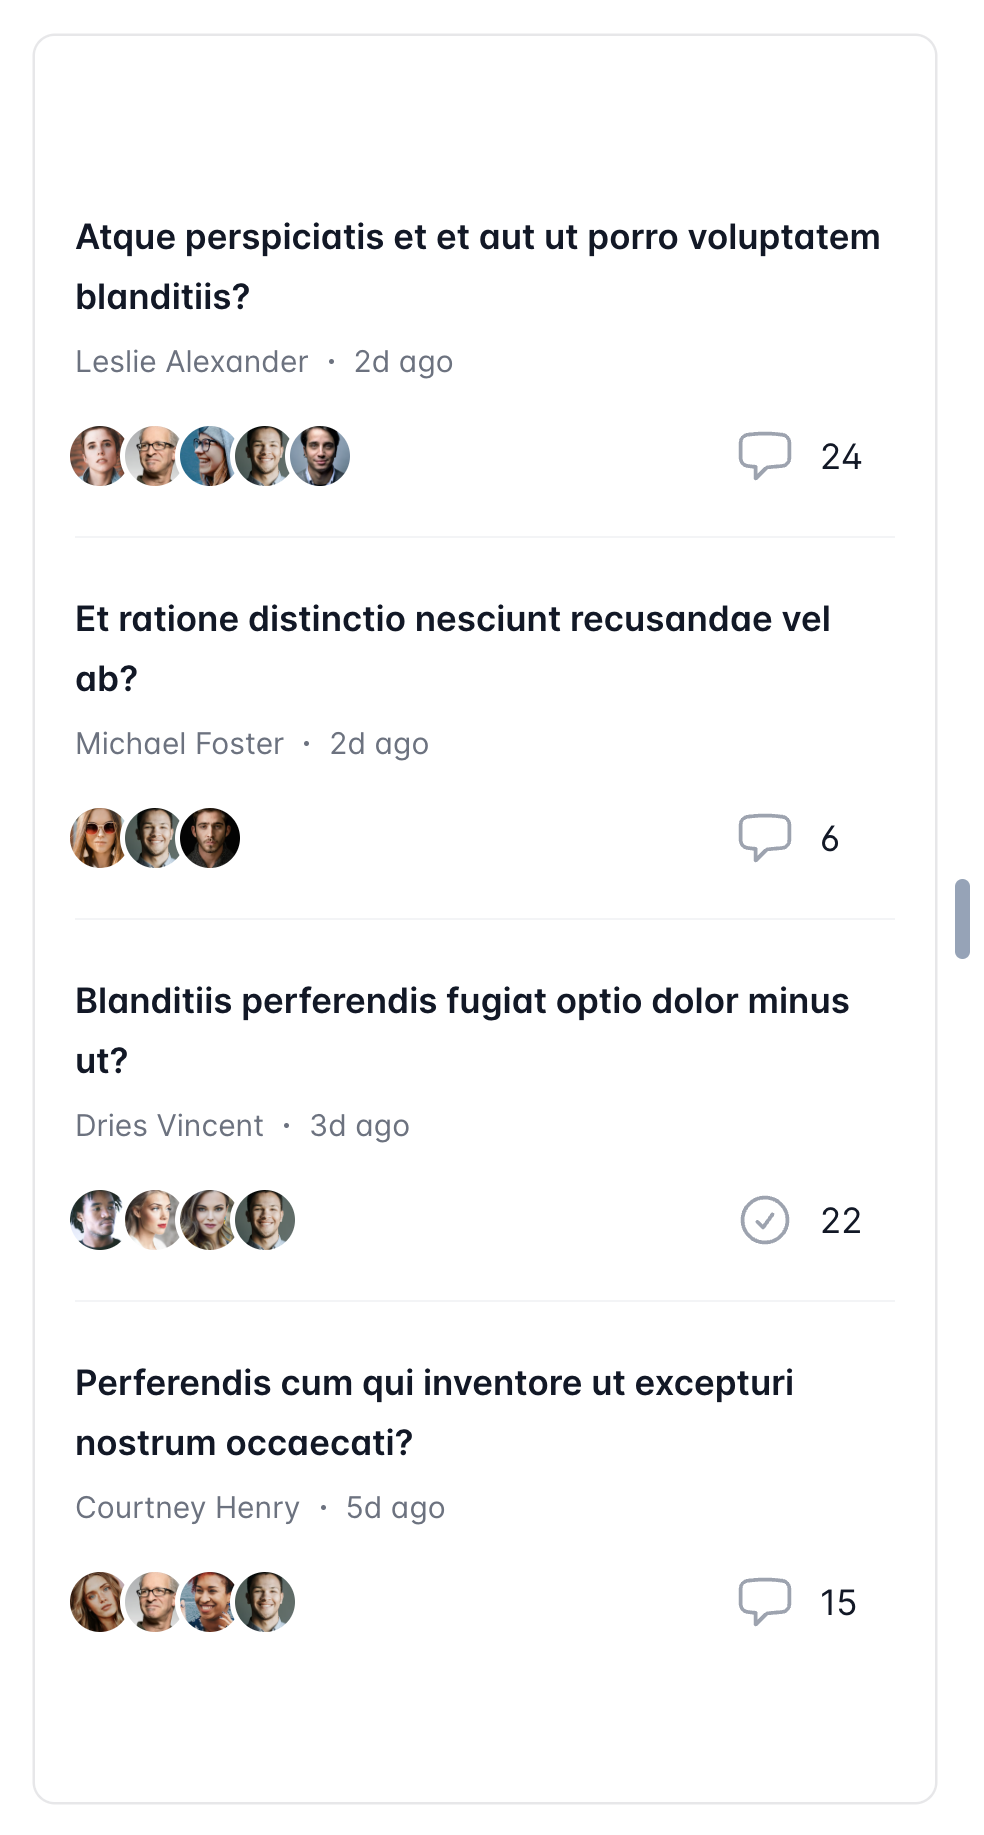 Atque perspiciatis et et aut ut porro voluptatem
blanditiis?
Leslie Alexander · 2d ago
24
Et ratione distinctio nesciunt recusandae vel
ab?
Michael Foster · 2d ago
6
Blanditiis perferendis fugiat optio dolor minus
ut?
Dries Vincent · 3d ago
22
Perferendis cum qui inventore ut excepturi
nostrum occaecati?
Courtney Henry · 5d ago
15